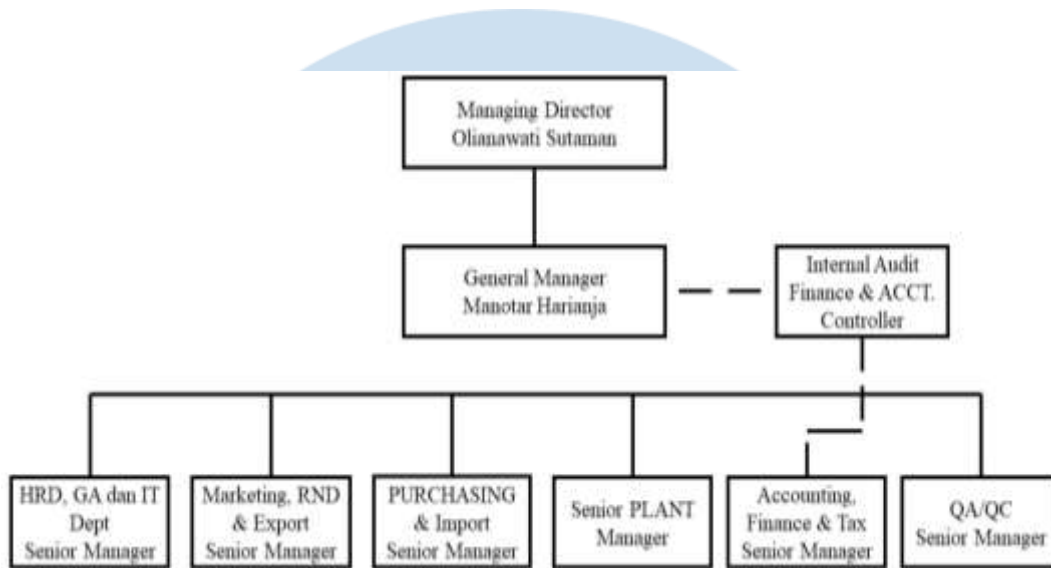 Managing Director
Olianawati Sutaman
General Manager
Manotar Harianja
Internal Audit
Finance & ACCT.
Controller
HRD, GA dan IT
Dept
Senior Manager
Marketing, RND
& Export
Senior Manager
PURCHASING
& Import
Senior Manager
Senior PLANT
Manager
Accounting,
Finance & Tax
Senior Manager
QA/QC
Senior Manager